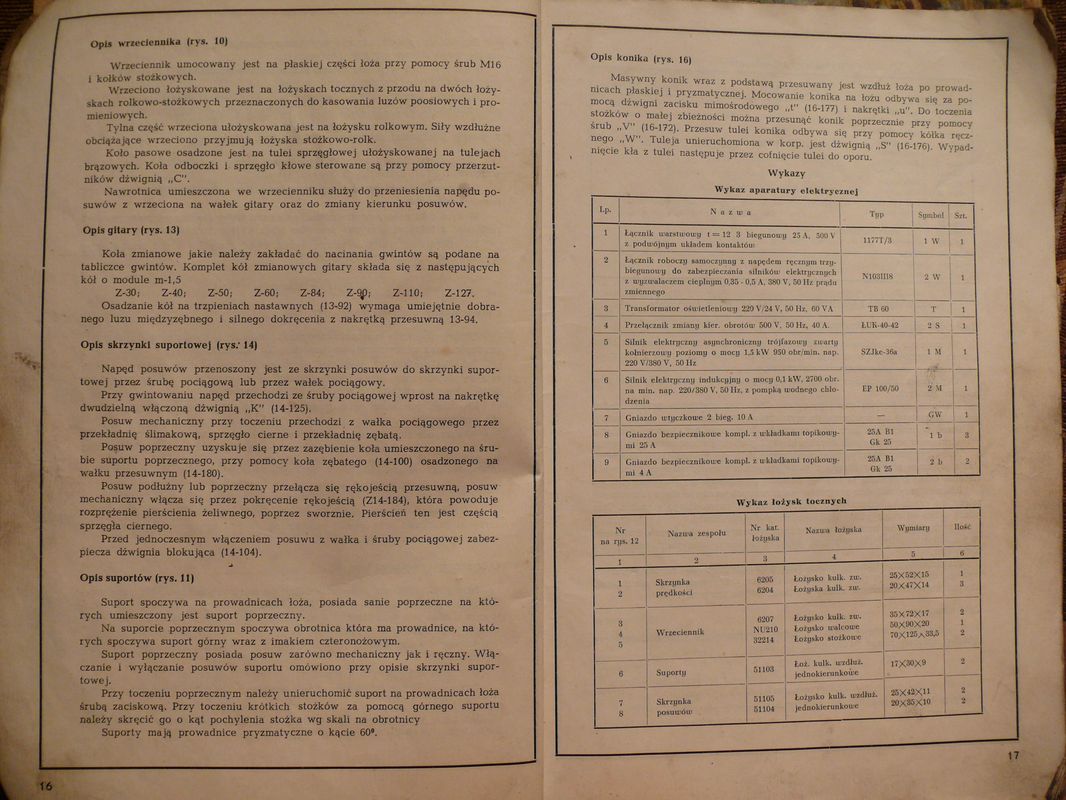 Opis wrzeciennika (rys. 10)
Wrzeciennik umocowany jest na płaskiej części łoża przy pomocy śrub M16
i kołków stożkowych.
Wrzeciono łożyskowane jest na łożyskach tocznych z przodu na dwóch łoży-
skach rolkowo-stożkowych przeznaczonych do kasowania luzów poosiowych i pro-
mieniowych.
Tylna część wrzeciona ułożyskowana jest na łożysku rolkowym. Siły wzdłużne
obciążające wrzeciono przyjmują łożyska stożkowo-rolk.
Koło pasowe osadzone jest na tulei sprzęgłowej ułożyskowanej na tulejach
brązowych. Koła odboczki i sprzęgło kłowe sterowane są przy pomocy przerzut-
ników dźwignią „C".
Nawrotnica umieszczona we wrzecienniku służy do przeniesienia napędu po-
suwów z wrzeciona na wałek gitary oraz do zmiany kierunku posuwów.
Opis gitary (rys. 13)
Koła zmianowe jakie należy zakładać do nacinania gwintów są podane na
tabliczce gwintów. Komplet kół zmianowych gitary składa się z następujących
kół o module m-1,5
Z-30; Z-40; Z-50; Z-60; Z-84; Z-90; Z-110; Z-127.
Osadzanie kół na trzpieniach nastawnych (13-92) wymaga umiejętnie dobra-
nego luzu międzyzębnego i silnego dokręcenia z nakrętką przesuwną 13-94.
Opis skrzynki suportowej (rys. 14)
Napęd posuwów przenoszony jest ze skrzynki posuwów do skrzynki supor-
towej przez śrubę pociągową lub przez wałek pociągowy.
Przy gwintowaniu napęd przechodzi ze śruby pociągowej wprost na nakrętkę
dwudzielną włączoną dźwignią „K" (14-125).
Posuw mechaniczny przy toczeniu przechodzi z wałka pociągowego przez
przekładnię ślimakową, sprzęgło cierne i przekładnię zębatą.
Posuw poprzeczny uzyskuje się przez zazębienie koła umieszczonego na śru-
bie suportu poprzecznego, przy pomocy koła zębatego (14-100) osadzonego na
wałku przesuwnym (14-180).
Posuw podłużny lub poprzeczny przełącza się rękojeścią przesuwną, posuw
mechaniczny włącza się przez pokręcenie rękojeścią (Z14-184), która powoduje
rozprężenie pierścienia żeliwnego, poprzez sworznie. Pierścień ten jest częścią
sprzęgła ciernego.
Przed jednoczesnym włączeniem posuwu z wałka i śruby pociągowej zabez-
piecza dźwignia blokująca (14-104).
Opis suportów (rys. 11)
Suport spoczywa na prowadnicach łoża, posiada sanie poprzeczne na któ-
rych umieszczony jest suport poprzeczny.
Na suporcie poprzecznym spoczywa obrotnica która ma prowadnice, na któ-
rych spoczywa suport górny wraz z imakiem czteronożowym.
Suport poprzeczny posiada posuw zarówno mechaniczny jak i ręczny. Włą-
czanie i wyłączanie posuwów suportu omówiono przy opisie skrzynki supor-
towej.
Przy toczeniu poprzecznym należy unieruchomić suport na prowadnicach łoża
śrubą zaciskową. Przy toczeniu krótkich stożków za pomocą górnego suportu
należy skręcić go o kąt pochylenia stożka wg skali na obrotnicy
Suporty mają prowadnice pryzmatyczne o kącie 60°.
16
Opis konika (rys. 16)
Masywny konik wraz z podstawą przesuwany jest wzdłuż łoża po prowad-
nicach płaskiej i pryzmatycznej. Mocowanie konika na łożu odbywa się za po-
mocą dźwigni zacisku mimośrodowego „t" (16-177) i nakrętki „u". Do toczenia
stożków o małej zbieżności można przesunąć konik poprzecznie przy pomocy
śrub „V" (16-172). Przesuw tulei konika odbywa się przy pomocy kółka ręcz-
nego „W". Tuleja unieruchomiona w korp. jest dźwignią „S" (16-176). Wypad-
nięcie kła z tulei następuje przez cofnięcie tulei do oporu.
Wykazy
Wykaz aparatury elektrycznej
Lp. Nazwa Typ Symbol Szt.
1 Łącznik warstwowy t = 12 3 biegunowy 25 A, 500 V
z podwójnym układem kontaktów 1177T/3 1 W 1
2 Łącznik roboczy samoczynny z napędem ręcznym trzy-
biegunowy do zabezpieczania silników elektrycznych
z wyzwalaczem cieplnym 0,35 - 0,5 A, 380 V, 50 Hz prądu
zmiennego N103III8 2 W 1
3 Transformator oświetleniowy 220 V/24 V, 50 Hz, 60 VA TB 60 T 1
4 Przełącznik zmiany kier. obrotów 500 V, 50 Hz, 40 A. ŁUK-40-42 2 S 1
5 Silnik elektryczny asynchroniczny trójfazowy zwarty
kołnierzowy poziomy o mocy 1,5 kW 950 obr/min. nap.
220 V/380 V, 50 Hz SZJkc-36a 1 M 1
6 Silnik elektryczny indukcyjny o mocy 0,1 kW, 2700 obr.
na min. nap. 220/380 V, 50 Hz, z pompką wodnego chło-
dzenia EP 100/50 2 M 1
7 Gniazdo wtyczkowe 2 bieg. 10 A — GW 1
8 Gniazdo bezpiecznikowe kompl. z wkładkami topikowy-
mi 25 A 25A B1 Gk 25 1 b 3
9 Gniazdo bezpiecznikowe kompl. z wkładkami topikowy-
mi 4 A 25A B1 Gk 25 2 b 2
Wykaz łożysk tocznych
Nr na rys. 12 Nazwa zespołu Nr kat. łożyska Nazwa łożyska Wymiary Ilość
1 2 3 4 5 6
1 Skrzynka 6205 Łożysko kulk. zw. 25X52X15 1
2 prędkości 6204 Łożyska kulk. zw. 20X47X14 3
3 6207 Łożysko kulk. zw. 35X72X17 2
4 Wrzeciennik NU210 Łożysko walcowe 50X90X20 1
5 32214 Łożysko stożkowe 70X125X33,5 2
6 Suporty 51103 Łoż. kulk. wzdłuż. jednokierunkowe 17X30X9 2
7 Skrzynka 51105 Łożysko kulk. wzdłuż. 25X42X11 2
8 posuwów 51104 jednokierunkowe 20X35X10 2
17